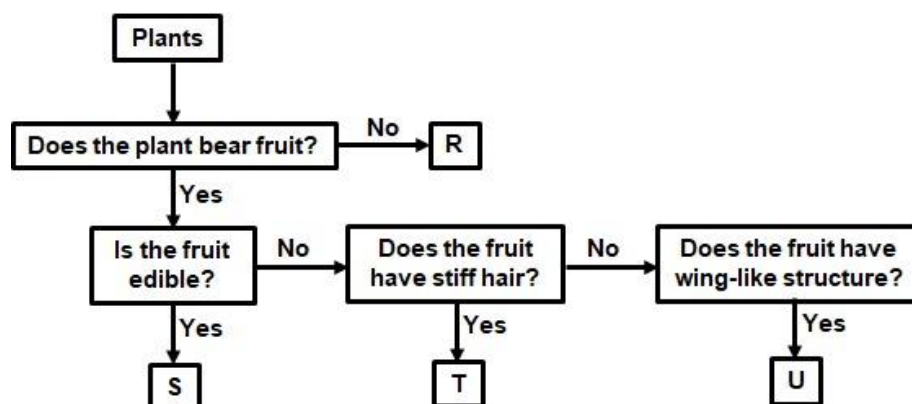 Plants
Does the plant bear fruit?
No
R
Yes
Is the fruit
edible?
No
Does the fruit
have stiff hair?
No
Does the fruit have
wing-like structure?
Yes
Yes
Yes
S
T
U